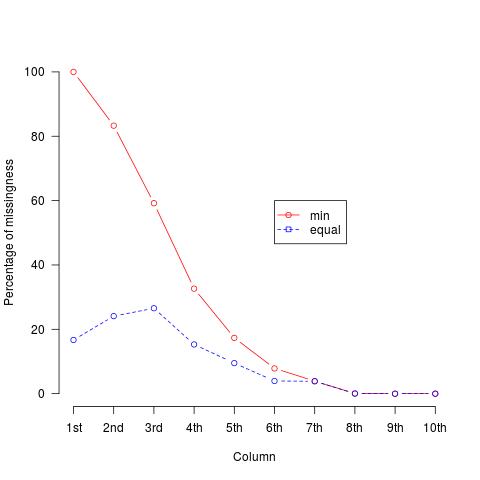 100
80
60
40
20
0
Percentage of missingness
min
equal
1st 2nd 3rd 4th 5th 6th 7th 8th 9th 10th
Column